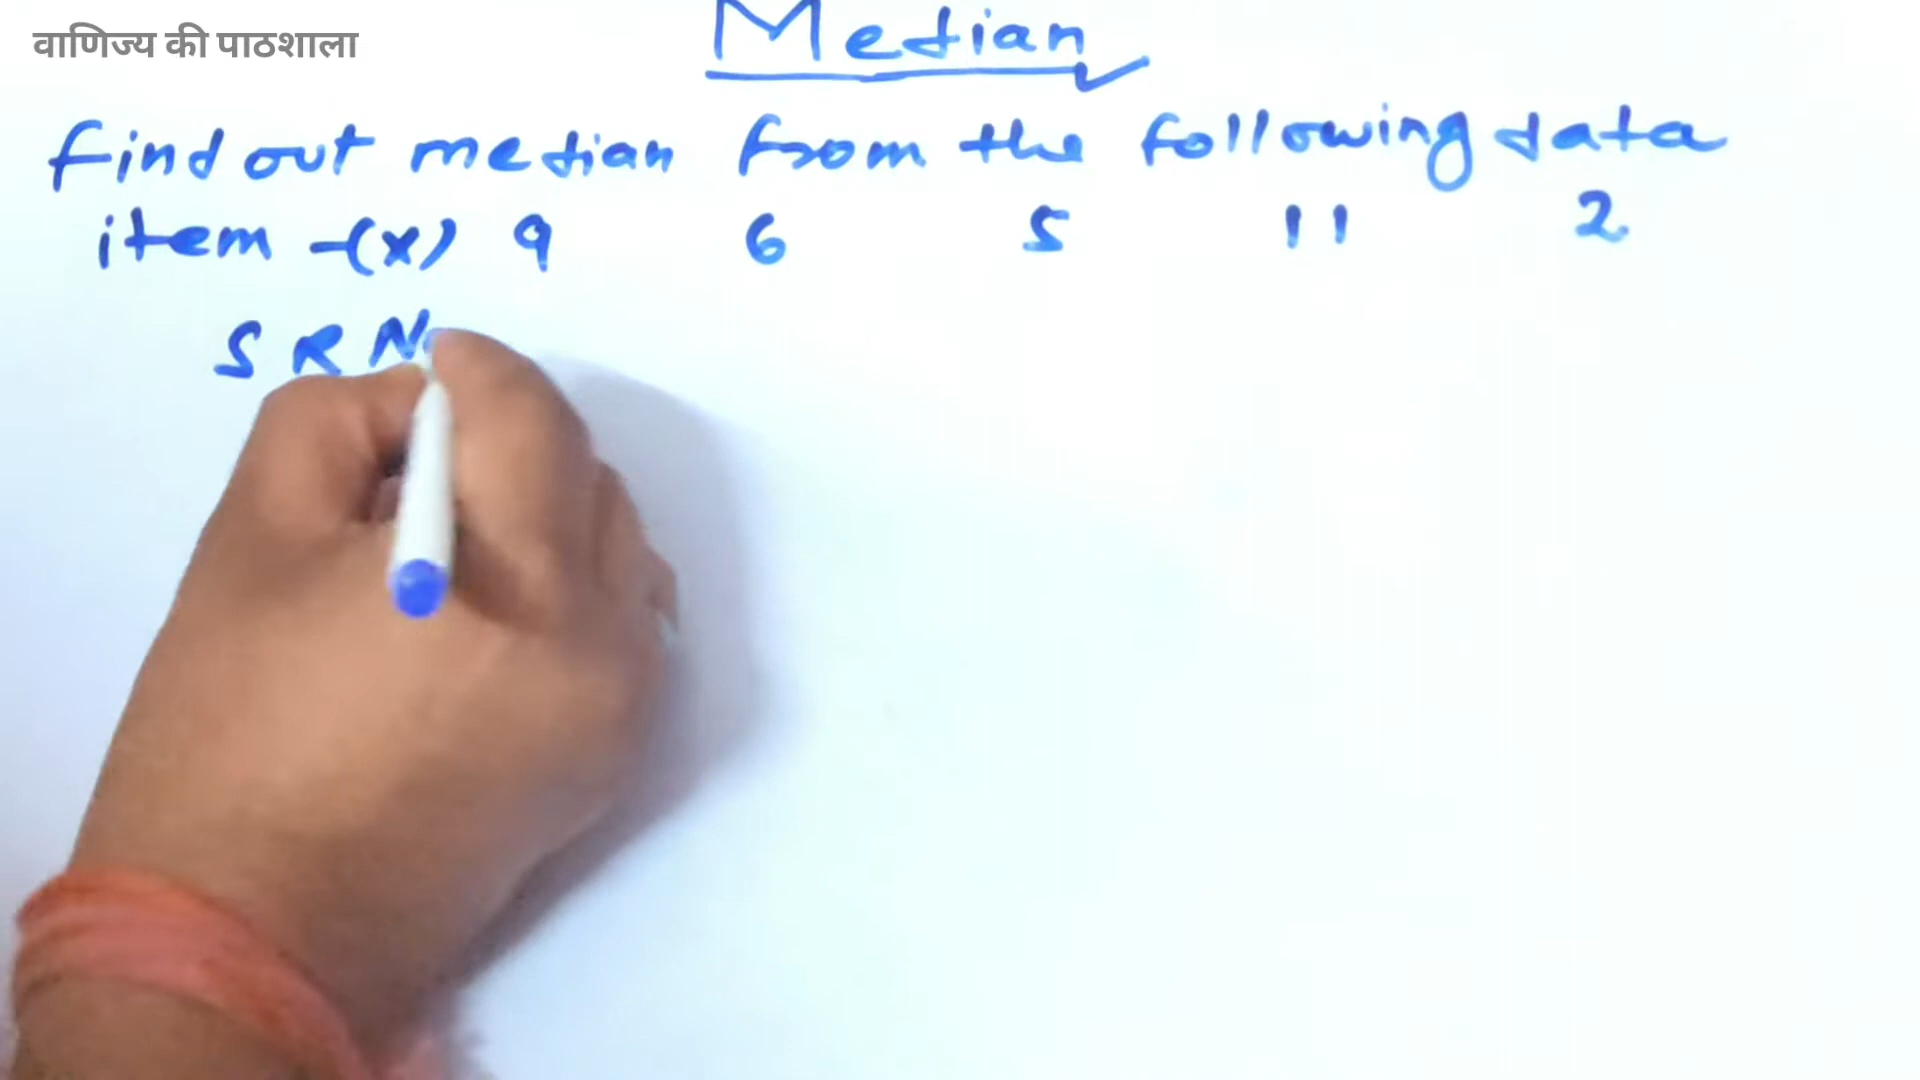 वाणिज्य की पाठशाला
Median
find out median from the following data
item -(x) 9 6 5 11 2
S R No